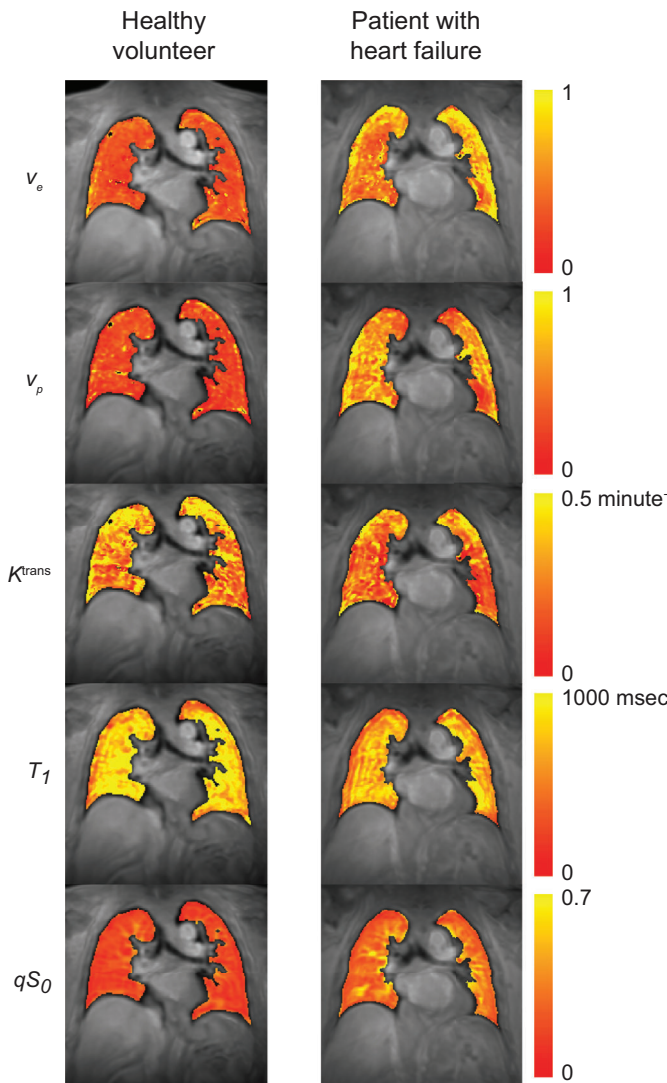 Healthy
volunteer
Patient with
heart failure
1
vₑ
0
1
vₚ
0
0.5 minute⁻
Kᵗʳᵃⁿˢ
0
1000 msec
T₁
0
0.7
qS₀
0